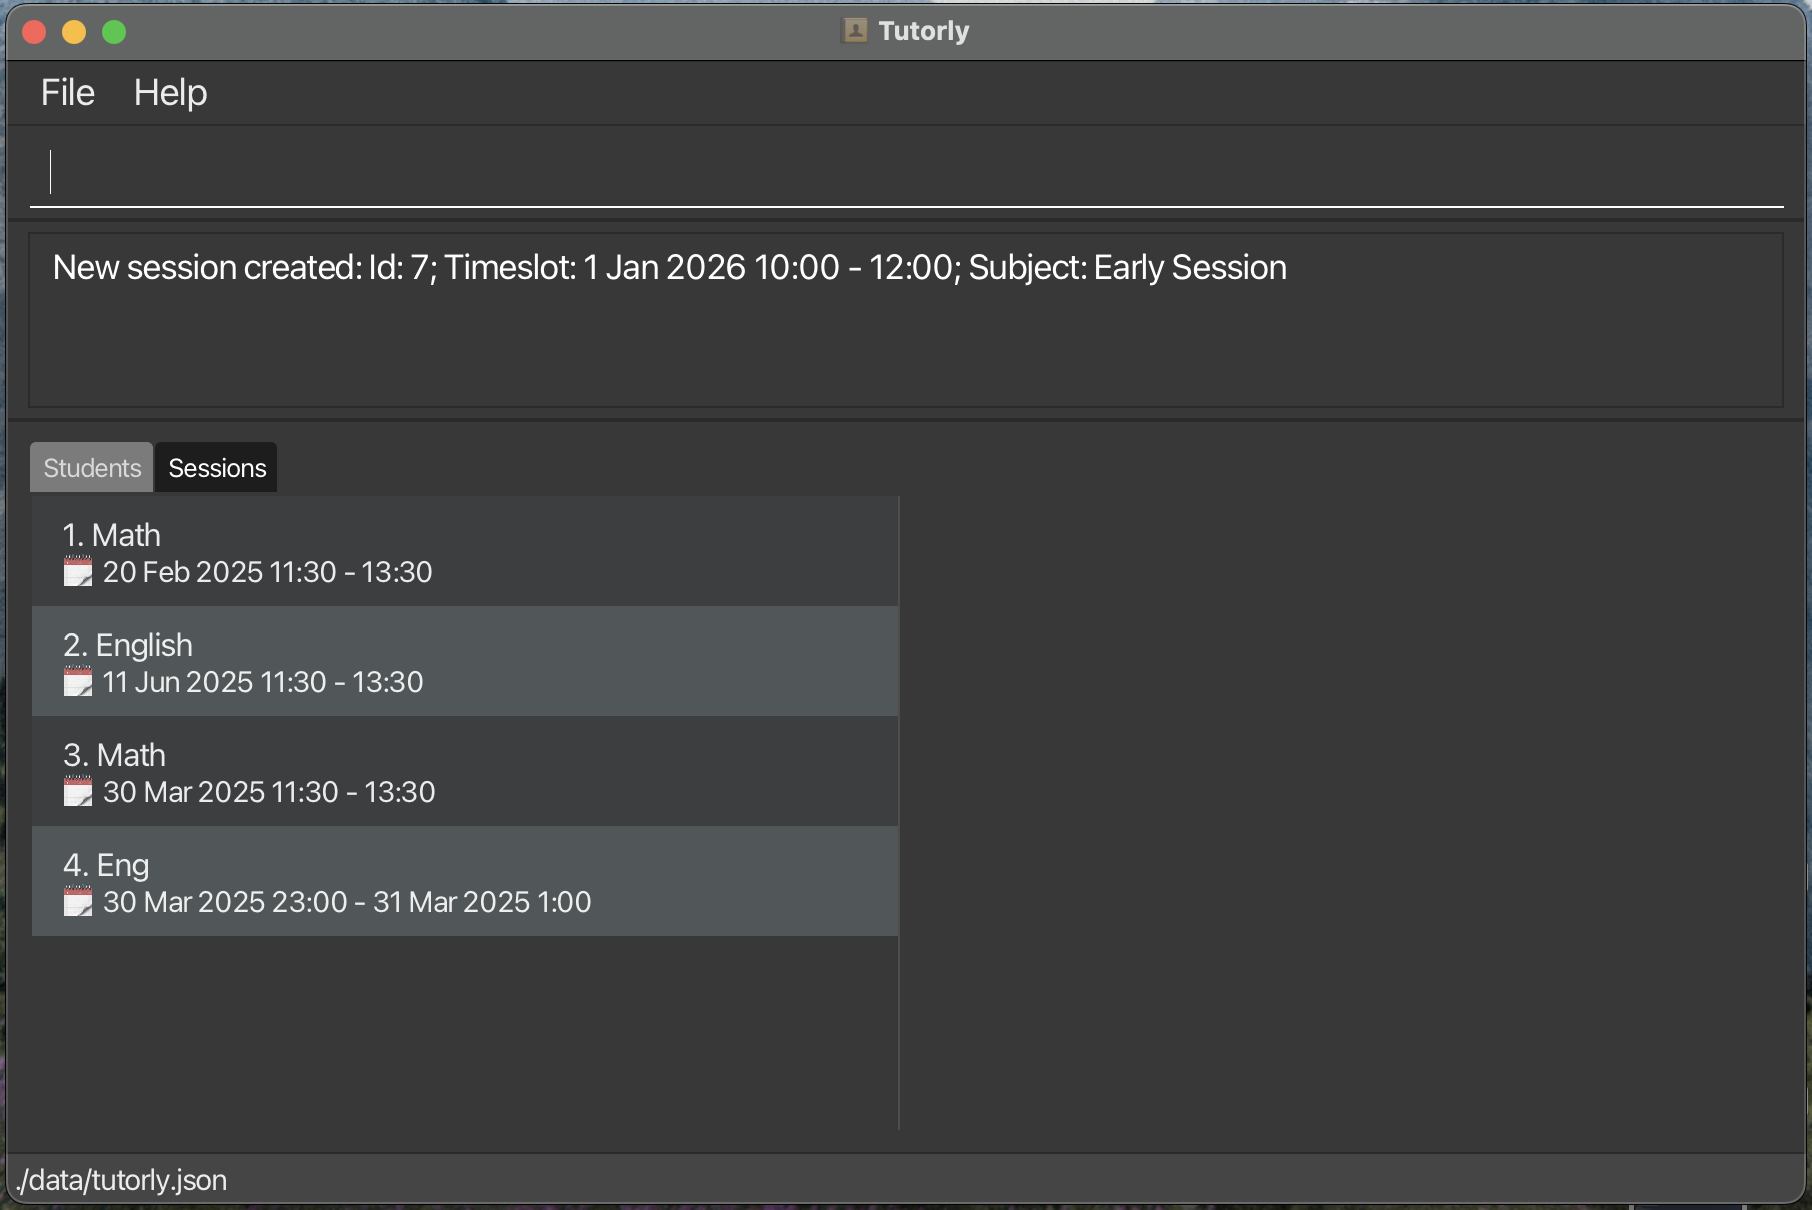 Tutorly
File Help
New session created: Id: 7; Timeslot: 1 Jan 2026 10:00 - 12:00; Subject: Early Session
Students Sessions
1. Math
20 Feb 2025 11:30 - 13:30
2. English
11 Jun 2025 11:30 - 13:30
3. Math
30 Mar 2025 11:30 - 13:30
4. Eng
30 Mar 2025 23:00 - 31 Mar 2025 1:00
./data/tutorly.json